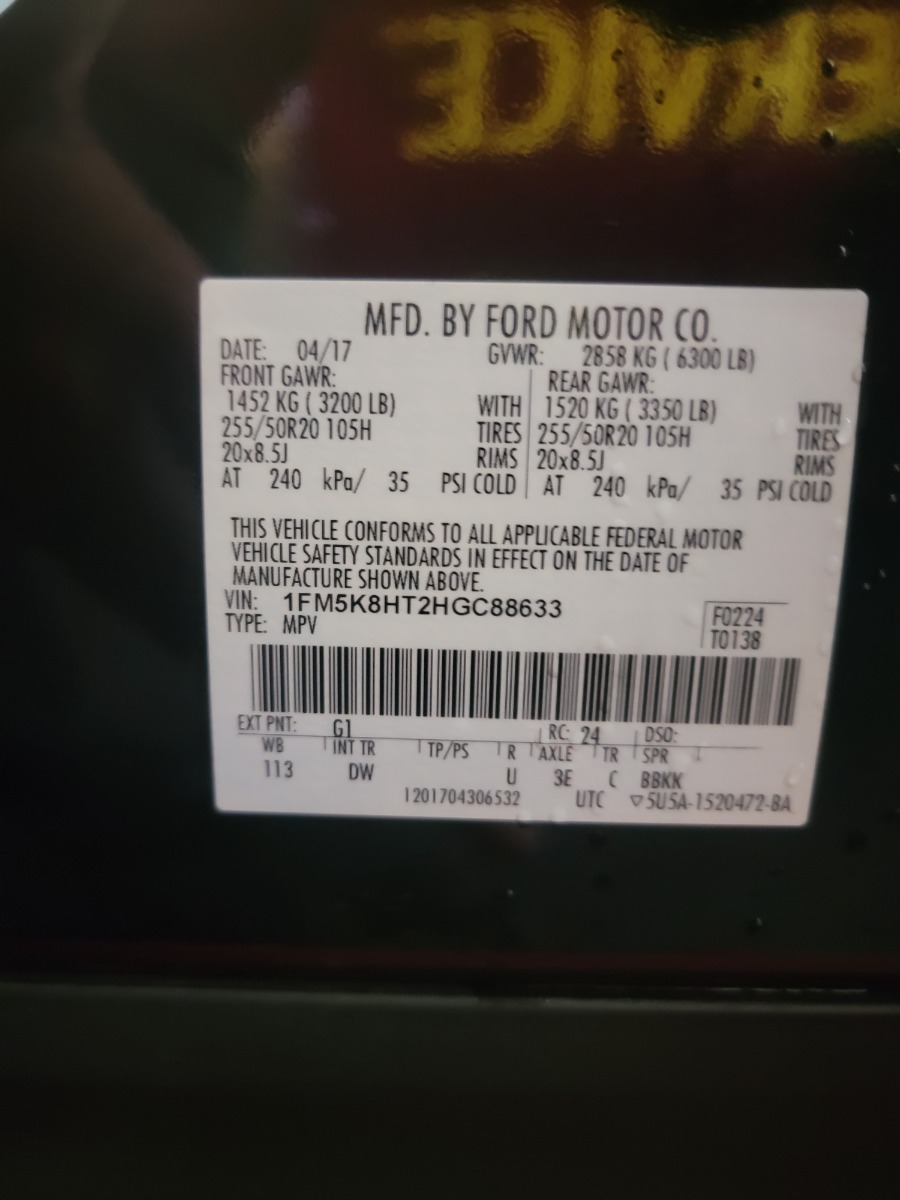 MFD. BY FORD MOTOR CO.
DATE: 04/17 GVWR: 2858 KG ( 6300 LB)
FRONT GAWR: REAR GAWR:
1452 KG ( 3200 LB) WITH 1520 KG ( 3350 LB) WITH
255/50R20 105H TIRES 255/50R20 105H TIRES
20x8.5J RIMS 20x8.5J RIMS
AT 240 kPa/ 35 PSI COLD AT 240 kPa/ 35 PSI COLD
THIS VEHICLE CONFORMS TO ALL APPLICABLE FEDERAL MOTOR
VEHICLE SAFETY STANDARDS IN EFFECT ON THE DATE OF
MANUFACTURE SHOWN ABOVE.
VIN: 1FM5K8HT2HGC88633 F0224
TYPE: MPV T0138
EXT PNT: G1 RC: 24 DSO:
WB INT TR TP/PS R AXLE TR SPR
113 DW U 3E C BBKK
1201704306532 UTC ▽5U5A-1520472-BA